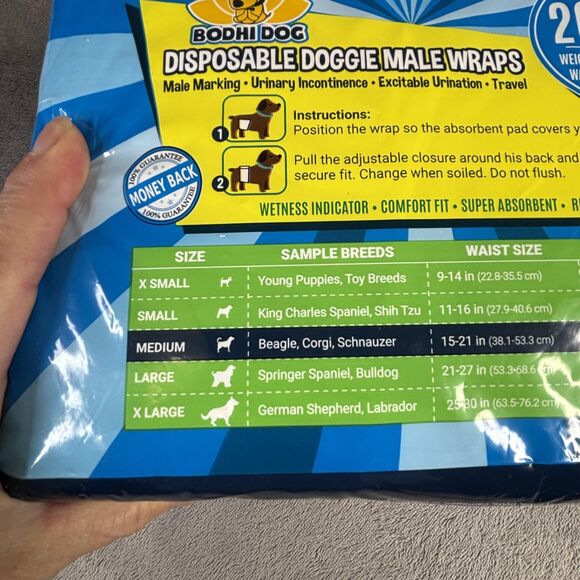 BODHI DOG
DISPOSABLE DOGGIE MALE WRAPS
Male Marking • Urinary Incontinence • Excitable Urination • Travel
Instructions:
1 Position the wrap so the absorbent pad covers
2 Pull the adjustable closure around his back and
secure fit. Change when soiled. Do not flush.
100% GUARANTEE
MONEY BACK
100% GUARANTEE
WETNESS INDICATOR • COMFORT FIT • SUPER ABSORBENT •
SIZE SAMPLE BREEDS WAIST SIZE
X SMALL Young Puppies, Toy Breeds 9-14 in (22.8-35.5 cm)
SMALL King Charles Spaniel, Shih Tzu 11-16 in (27.9-40.6 cm)
MEDIUM Beagle, Corgi, Schnauzer 15-21 in (38.1-53.3 cm)
LARGE Springer Spaniel, Bulldog 21-27 in (53.3-68.6 cm)
X LARGE German Shepherd, Labrador 25-30 in (63.5-76.2 cm)